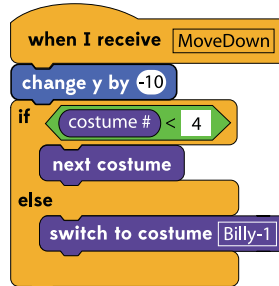 when I receive MoveDown
change y by -10
if costume # < 4
next costume
else
switch to costume Billy-1